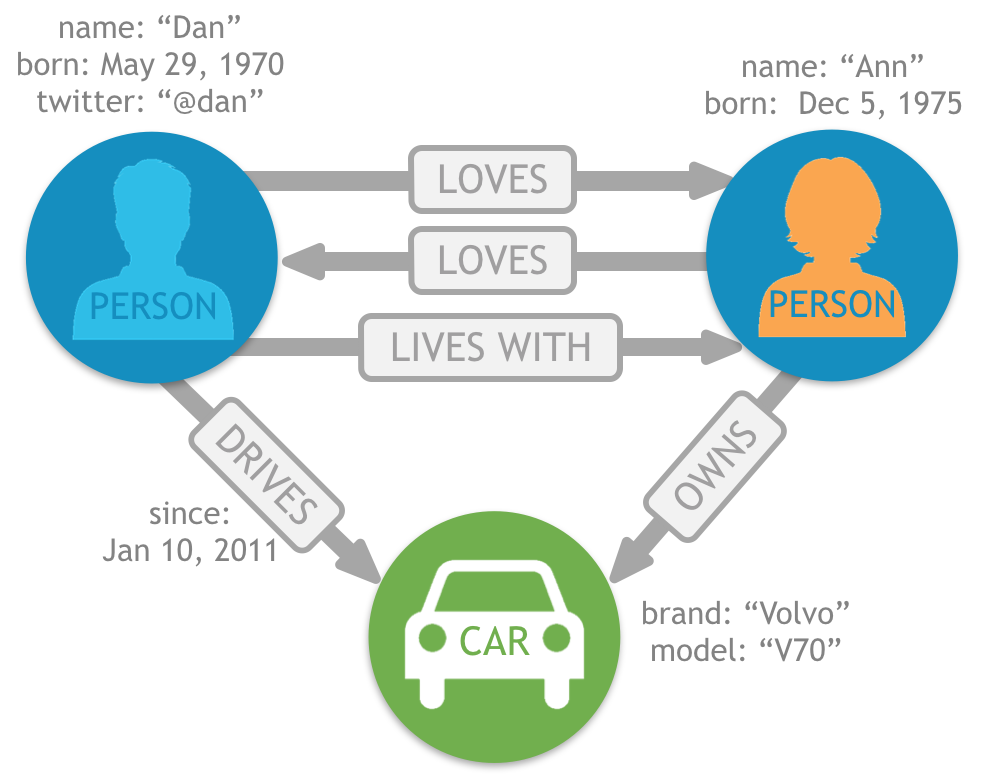 name: “Dan”
born: May 29, 1970
twitter: “@dan”
name: “Ann”
born:  Dec 5, 1975
LOVES
LOVES
PERSON
PERSON
LIVES WITH
DRIVES
OWNS
since:
Jan 10, 2011
CAR
brand: “Volvo”
model: “V70”